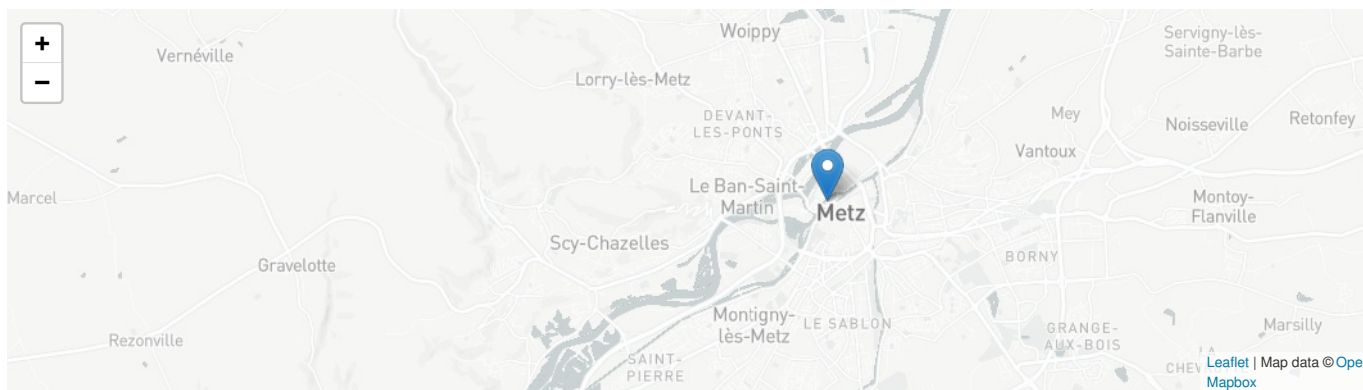 +
−
Woippy
Servigny-lès-
Sainte-Barbe
Vernéville
Lorry-lès-Metz
DEVANT-
LES-PONTS
Mey
Noisseville
Retonfey
Vantoux
Le Ban-Saint-
Martin
Marcel
Metz
Montoy-
Flanville
Scy-Chazelles
BORNY
Gravelotte
Montigny-
lès-Metz
LE SABLON
GRANGE-
AUX-BOIS
Marsilly
Rezonville
SAINT-
PIERRE
CHEV
Leaflet | Map data © Ope
Mapbox